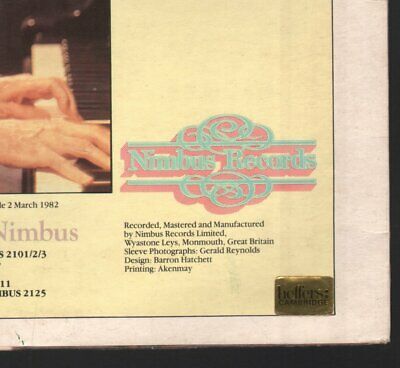 Nimbus Records
le 2 March 1982
Nimbus
Recorded, Mastered and Manufactured
by Nimbus Records Limited,
Wyastone Leys, Monmouth, Great Britain
Sleeve Photographs: Gerald Reynolds
Design: Barron Hatchett
Printing: Akenmay
S 2101/2/3
11
MBUS 2125
heffers:
CAMBRIDGE